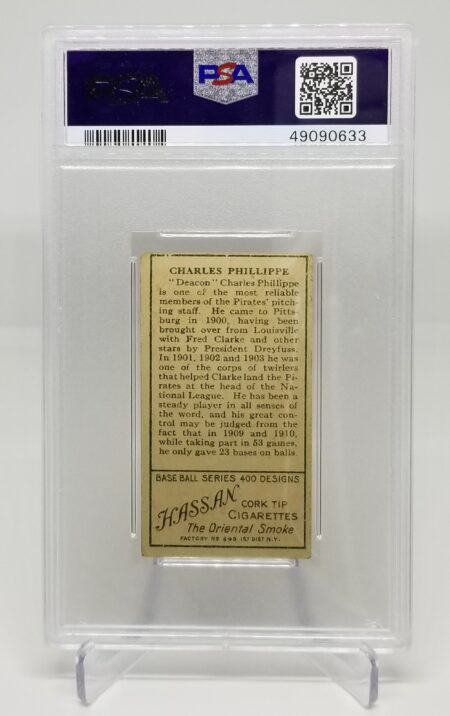 PSA
49090633
CHARLES PHILLIPPE
"Deacon" Charles Phillippe
is one of the most reliable
members of the Pirates' pitch-
ing staff. He came to Pitts-
burg in 1900, having been
brought over from Louisville
with Fred Clarke and other
stars by President Dreyfuss.
In 1901, 1902 and 1903 he was
one of the corps of twirlers
that helped Clarke land the Pi-
rates at the head of the Na-
tional League. He has been a
steady player in all senses of
the word, and his great con-
trol may be judged from the
fact that in 1909 and 1910,
while taking part in 53 games,
he only gave 23 bases on balls.
BASE BALL SERIES 400 DESIGNS
HASSAN
CORK TIP
CIGARETTES
The Oriental Smoke
FACTORY No 649 1ST DIST. N.Y.